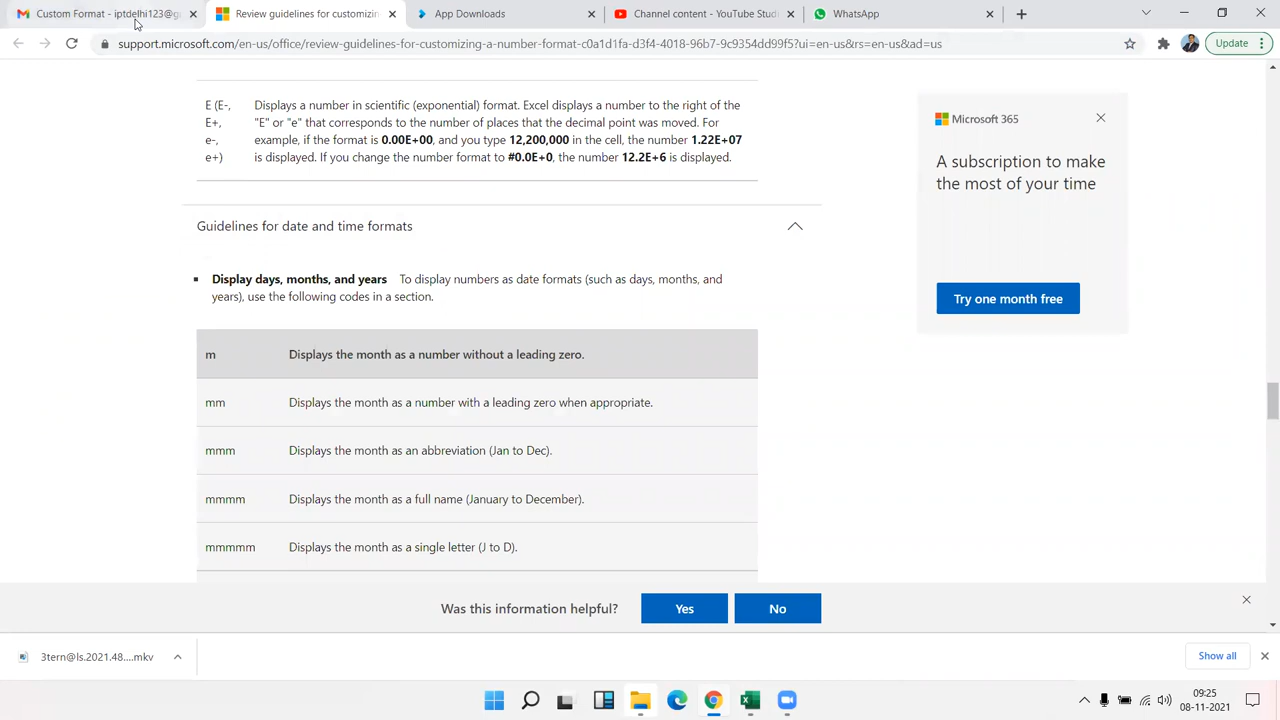 Custom Format - iptdelhi123@g
Review guidelines for customizin
App Downloads
Channel content - YouTube Studi
WhatsApp
support.microsoft.com/en-us/office/review-guidelines-for-customizing-a-number-format-c0a1d1fa-d3f4-4018-96b7-9c9354dd99f5?ui=en-us&rs=en-us&ad=us
Update
E (E-, Displays a number in scientific (exponential) format. Excel displays a number to the right of the
E+, "E" or "e" that corresponds to the number of places that the decimal point was moved. For
e-, example, if the format is 0.00E+00, and you type 12,200,000 in the cell, the number 1.22E+07
e+) is displayed. If you change the number format to #0.0E+0, the number 12.2E+6 is displayed.
Microsoft 365
A subscription to make
the most of your time
Try one month free
Guidelines for date and time formats
Display days, months, and years To display numbers as date formats (such as days, months, and
years), use the following codes in a section.
m Displays the month as a number without a leading zero.
mm Displays the month as a number with a leading zero when appropriate.
mmm Displays the month as an abbreviation (Jan to Dec).
mmmm Displays the month as a full name (January to December).
mmmmm Displays the month as a single letter (J to D).
Was this information helpful? Yes No
3tern@ls.2021.48....mkv
Show all
09:25
08-11-2021